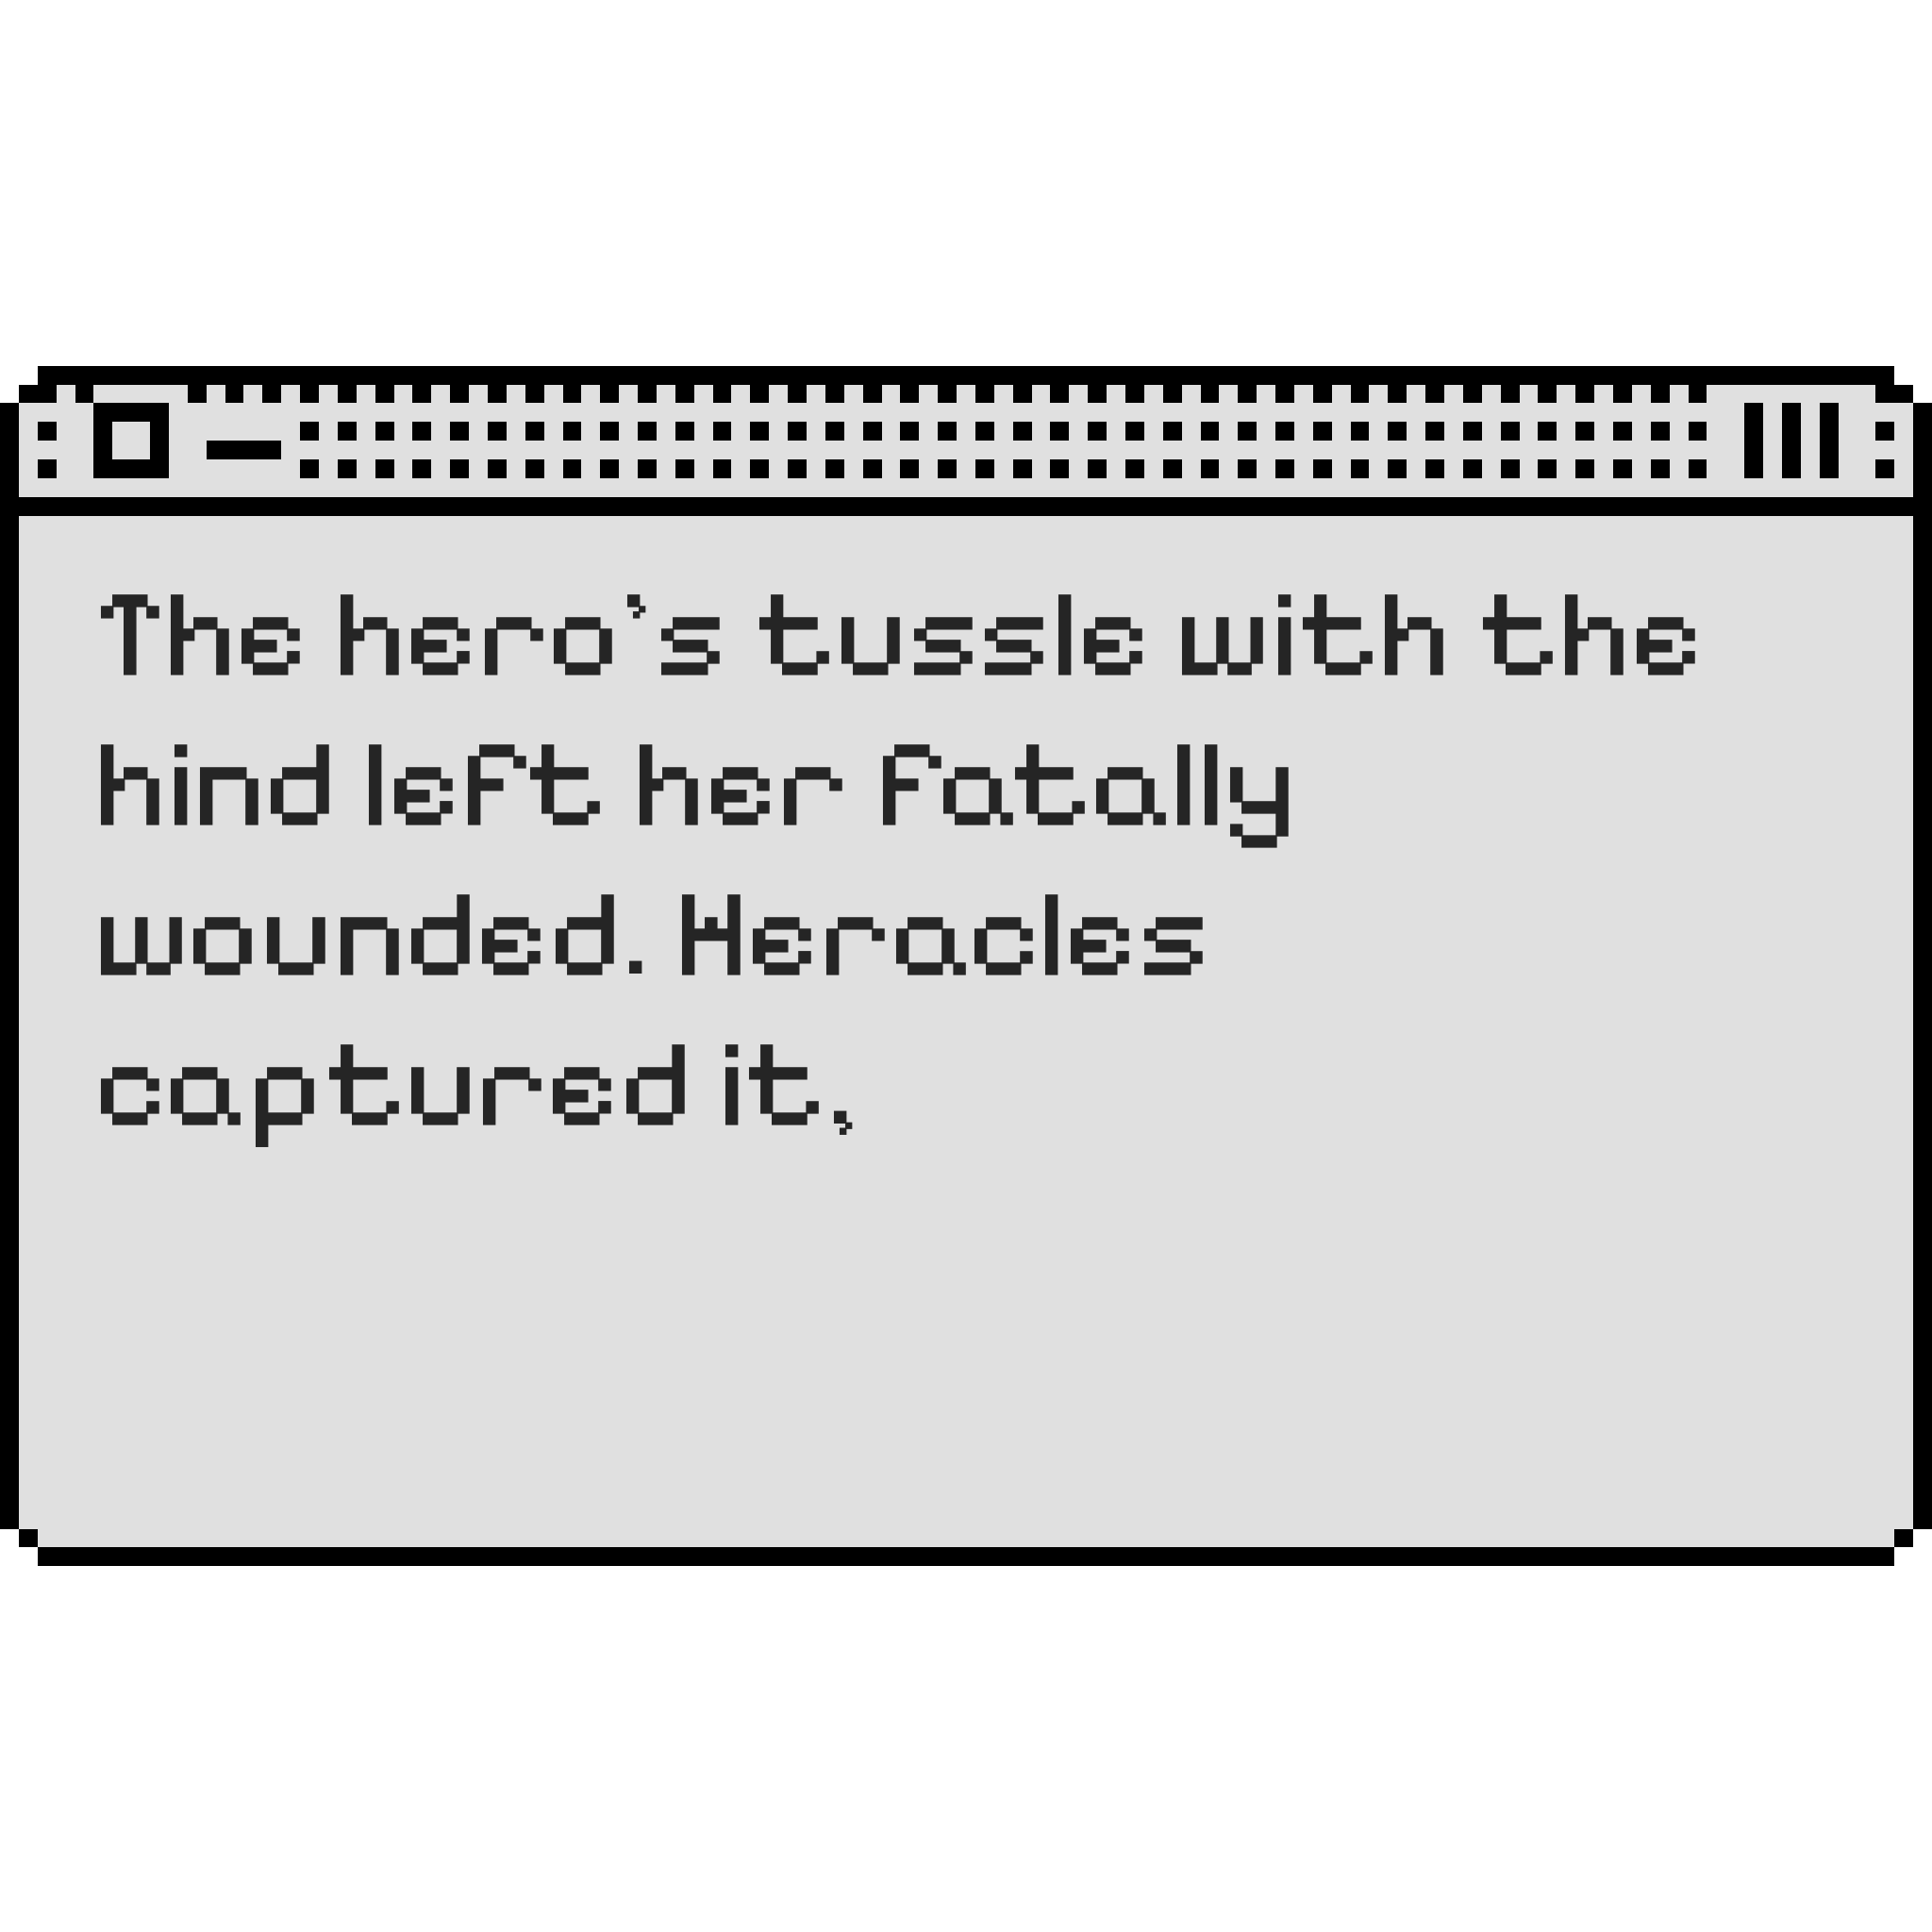 The hero's tussle with the
hind left her fatally
wounded. Heracles
captured it,